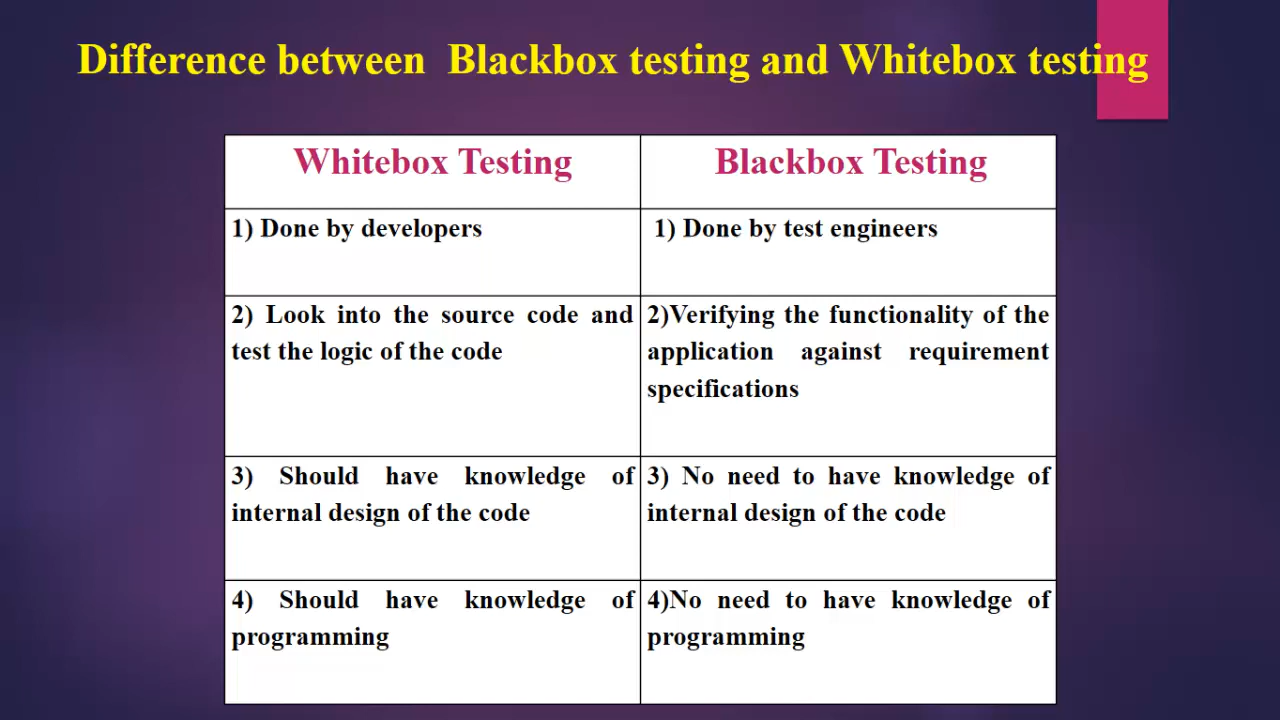 Difference between  Blackbox testing and Whitebox testing
Whitebox Testing
Blackbox Testing
1) Done by developers
1) Done by test engineers
2) Look into the source code and
test the logic of the code
2)Verifying the functionality of the
application against requirement
specifications
3) Should have knowledge of
internal design of the code
3) No need to have knowledge of
internal design of the code
4) Should have knowledge of
programming
4)No need to have knowledge of
programming